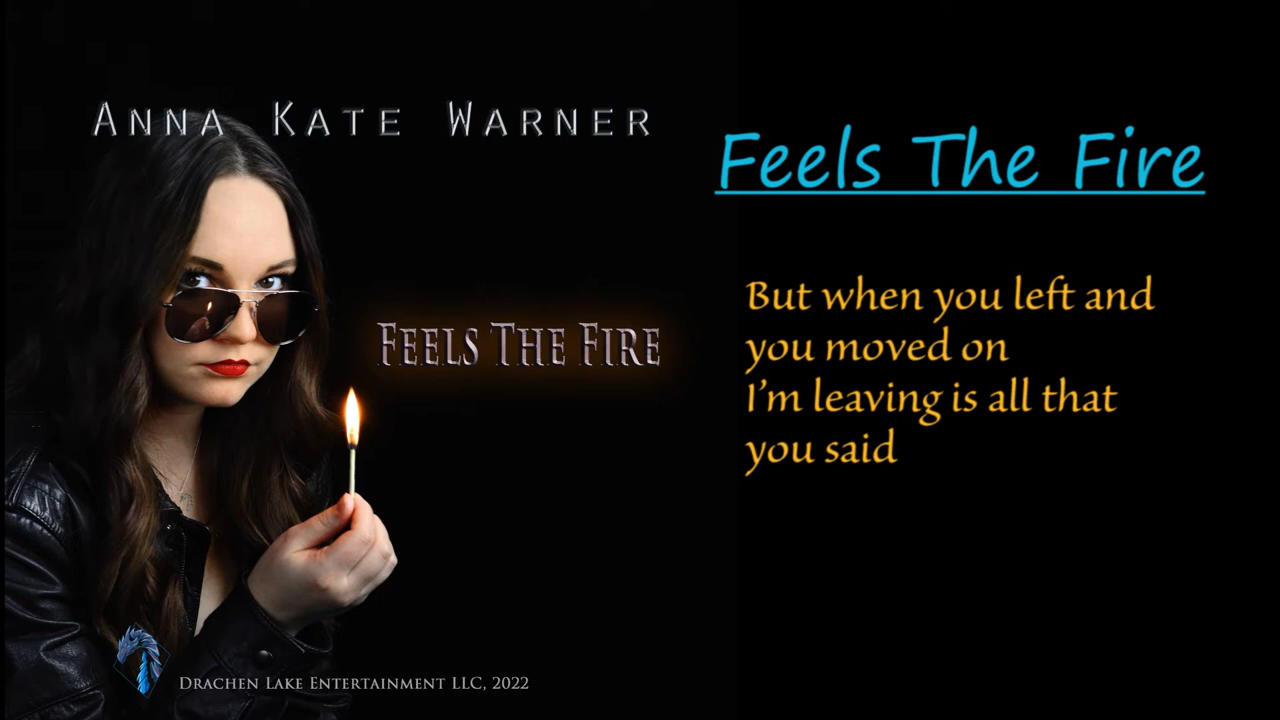 ANNA KATE WARNER
FEELS THE FIRE
DRACHEN LAKE ENTERTAINMENT LLC, 2022
Feels The Fire
But when you left and
you moved on
I'm leaving is all that
you said